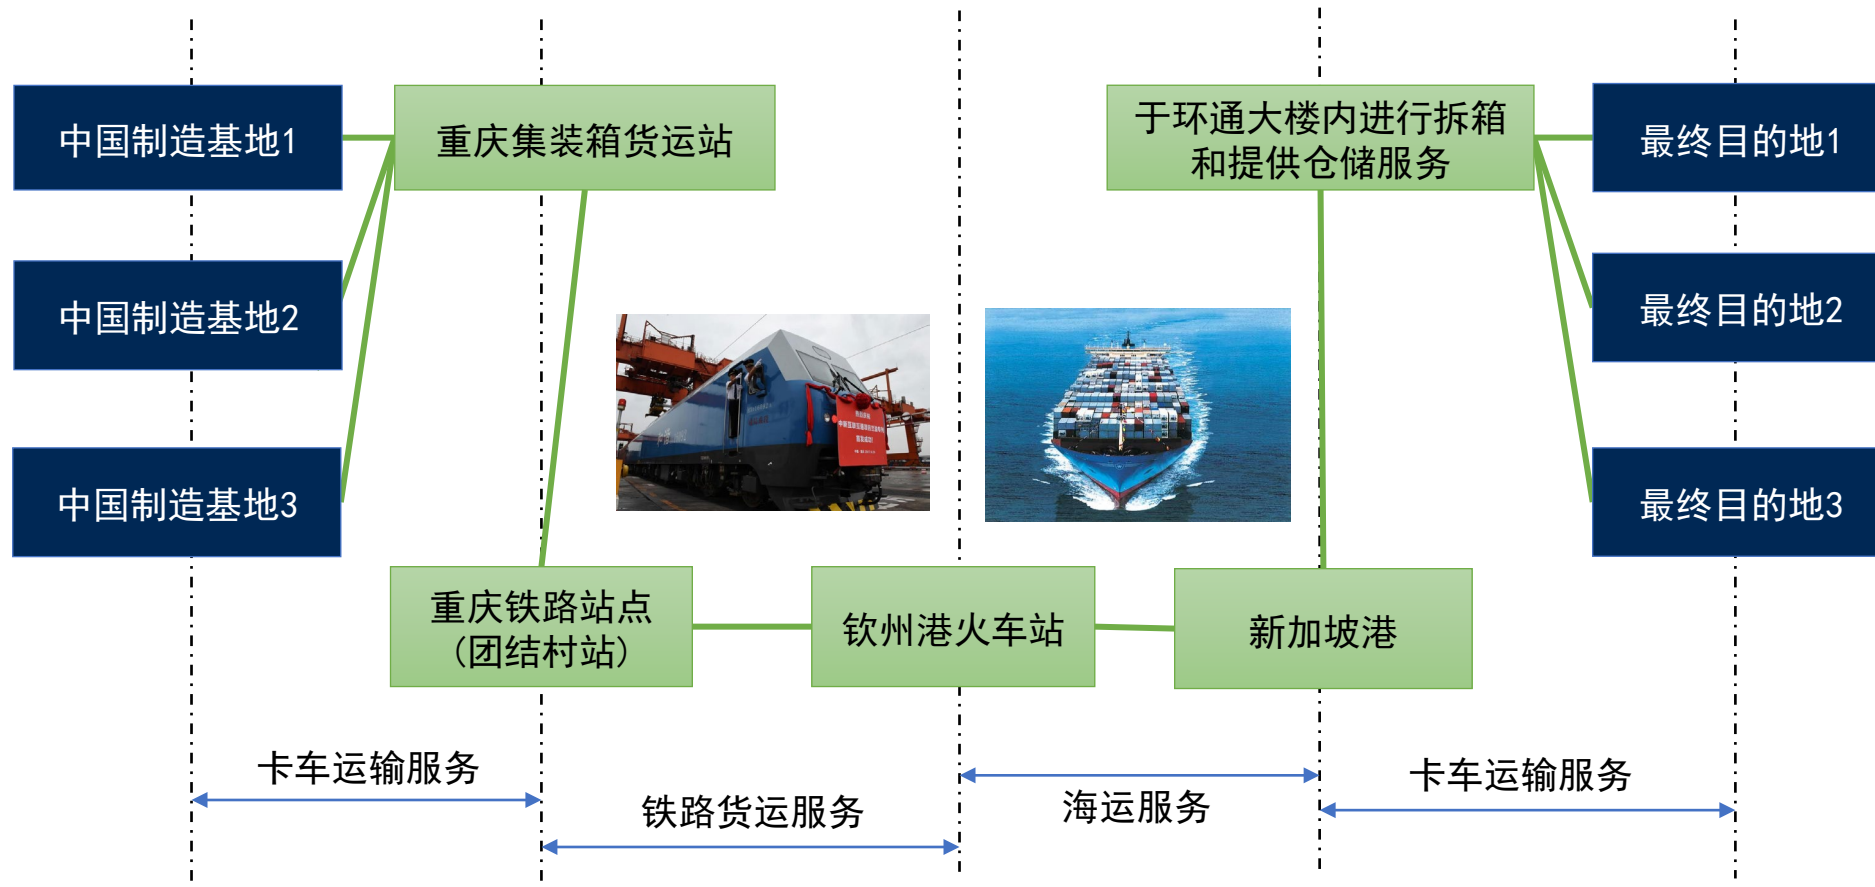 中国制造基地1
重庆集装箱货运站
于环通大楼内进行拆箱
和提供仓储服务
最终目的地1
中国制造基地2
最终目的地2
中国制造基地3
最终目的地3
重庆铁路站点
(团结村站)
钦州港火车站
新加坡港
卡车运输服务
铁路货运服务
海运服务
卡车运输服务